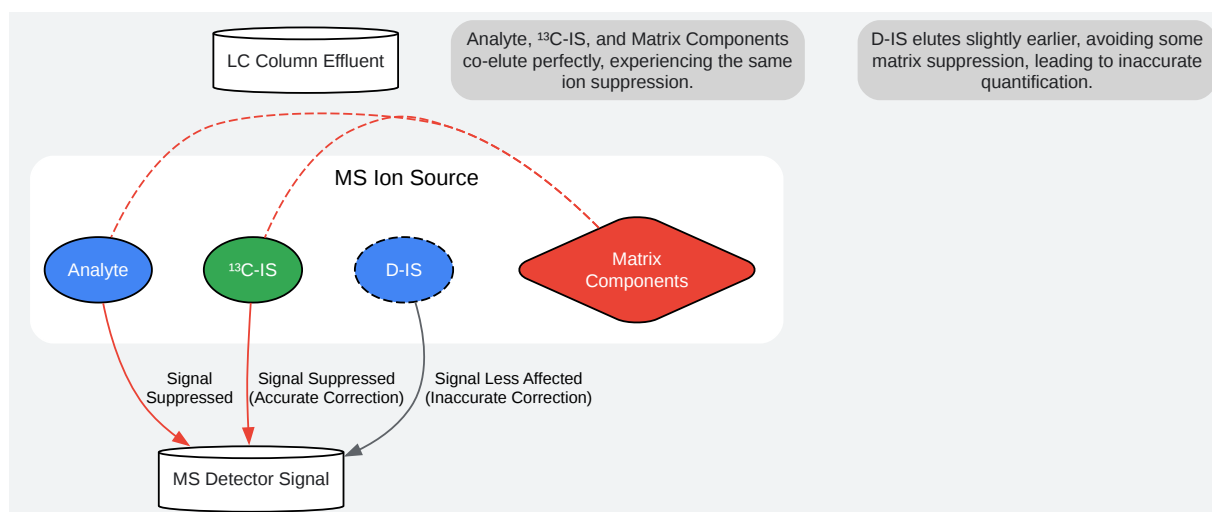 LC Column Effluent
Analyte, ¹³C-IS, and Matrix Components
co-elute perfectly, experiencing the same
ion suppression.
D-IS elutes slightly earlier, avoiding some
matrix suppression, leading to inaccurate
quantification.
MS Ion Source
Analyte
¹³C-IS
D-IS
Matrix
Components
Signal
Suppressed
Signal Suppressed
(Accurate Correction)
Signal Less Affected
(Inaccurate Correction)
MS Detector Signal